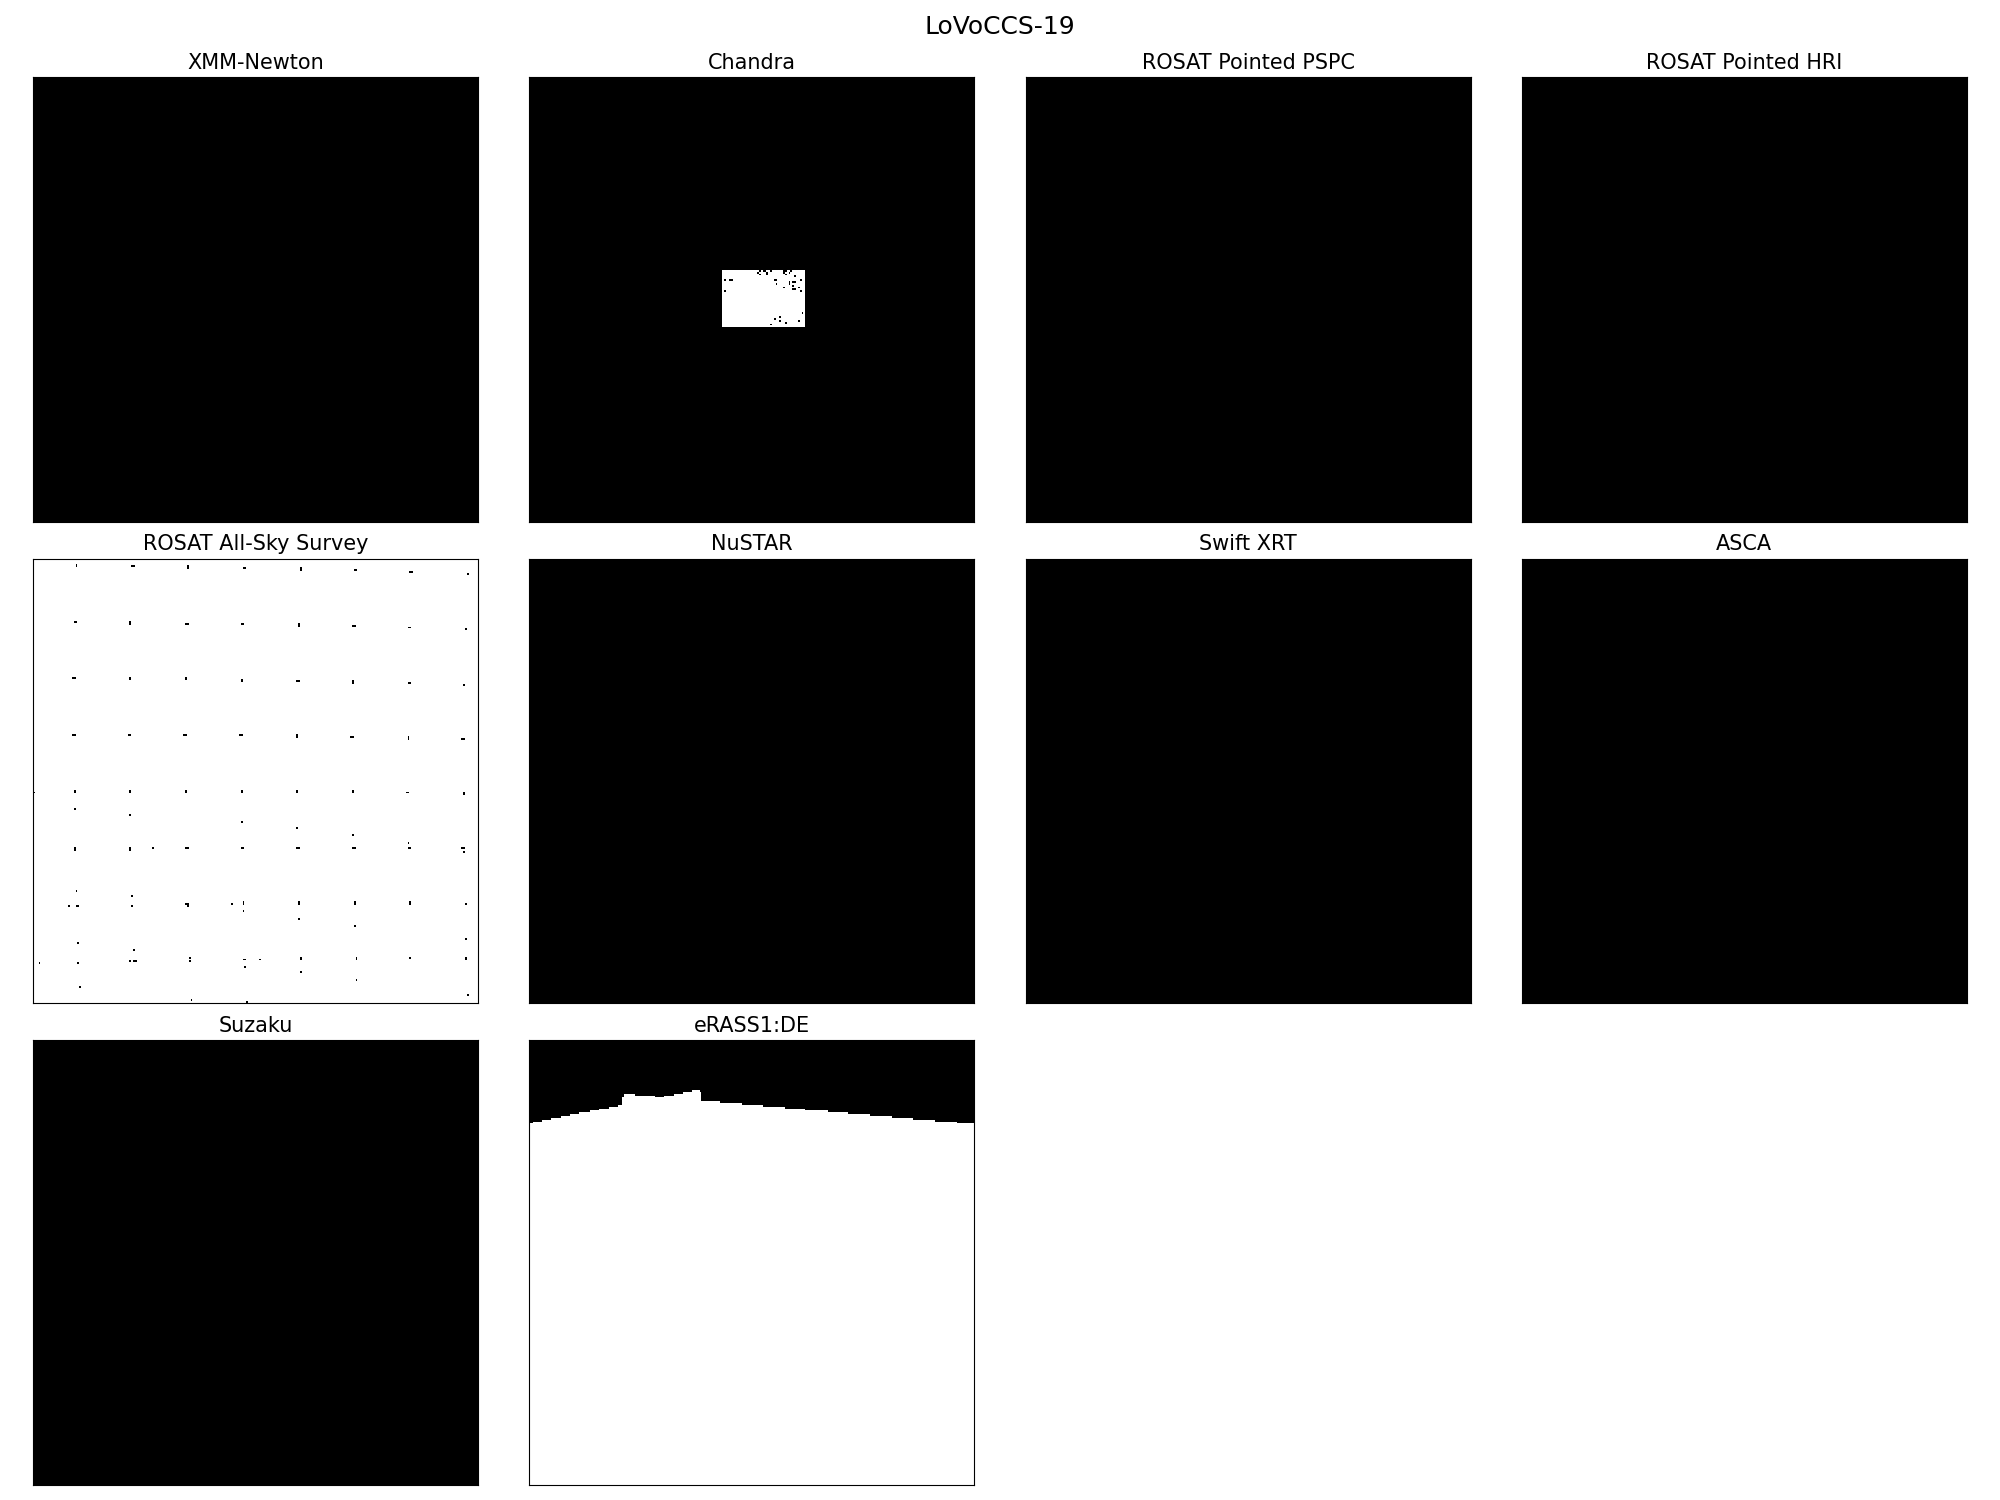 LoVoCCS-19
XMM-Newton
Chandra
ROSAT Pointed PSPC
ROSAT Pointed HRI
ROSAT All-Sky Survey
NuSTAR
Swift XRT
ASCA
Suzaku
eRASS1:DE